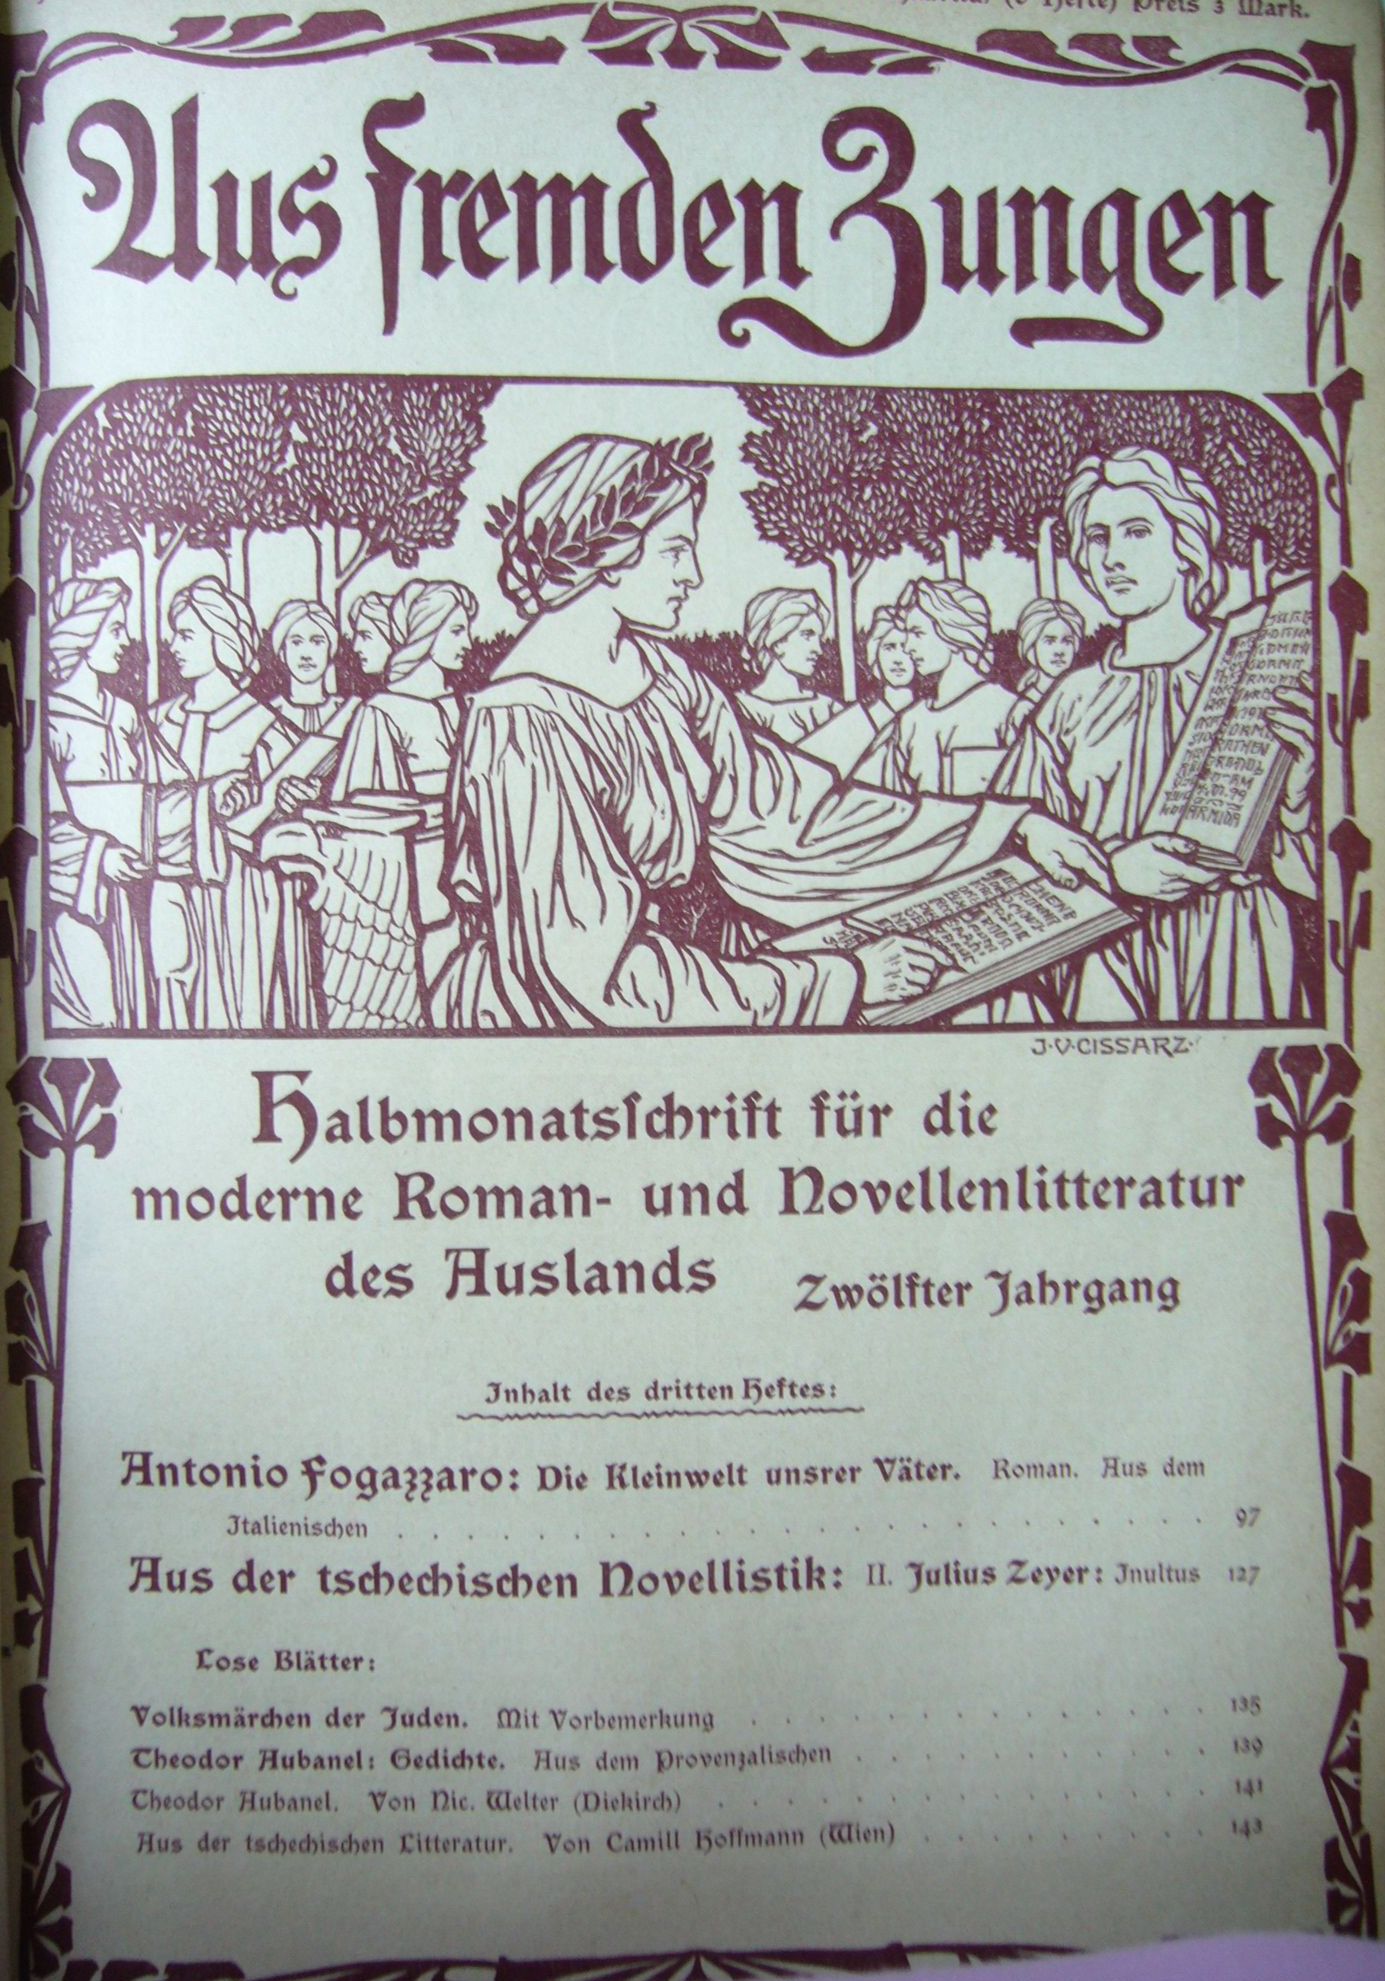 (6 Hefte) Preis 3 Mark.
Aus fremden Zungen
J·V·CISSARZ·
Halbmonatsschrift für die
moderne Roman- und Novellenlitteratur
des Auslands Zwölfter Jahrgang
Inhalt des dritten Heftes:
Antonio Fogazzaro: Die Kleinwelt unsrer Väter. Roman. Aus dem
Italienischen . . . . . . . . . . . . . . . . . . . . . . . . 97
Aus der tschechischen Novellistik: II. Julius Zeyer: Inultus 127
Lose Blätter:
Volksmärchen der Juden. Mit Vorbemerkung . . . . . . . . . . . . . . 135
Theodor Aubanel: Gedichte. Aus dem Provenzalischen . . . . . . . . . . . 139
Theodor Aubanel. Von Nic. Welter (Diekirch) . . . . . . . . . . . . . . . 141
Aus der tschechischen Litteratur. Von Camill Hoffmann (Wien) . . . . . . . . . 143